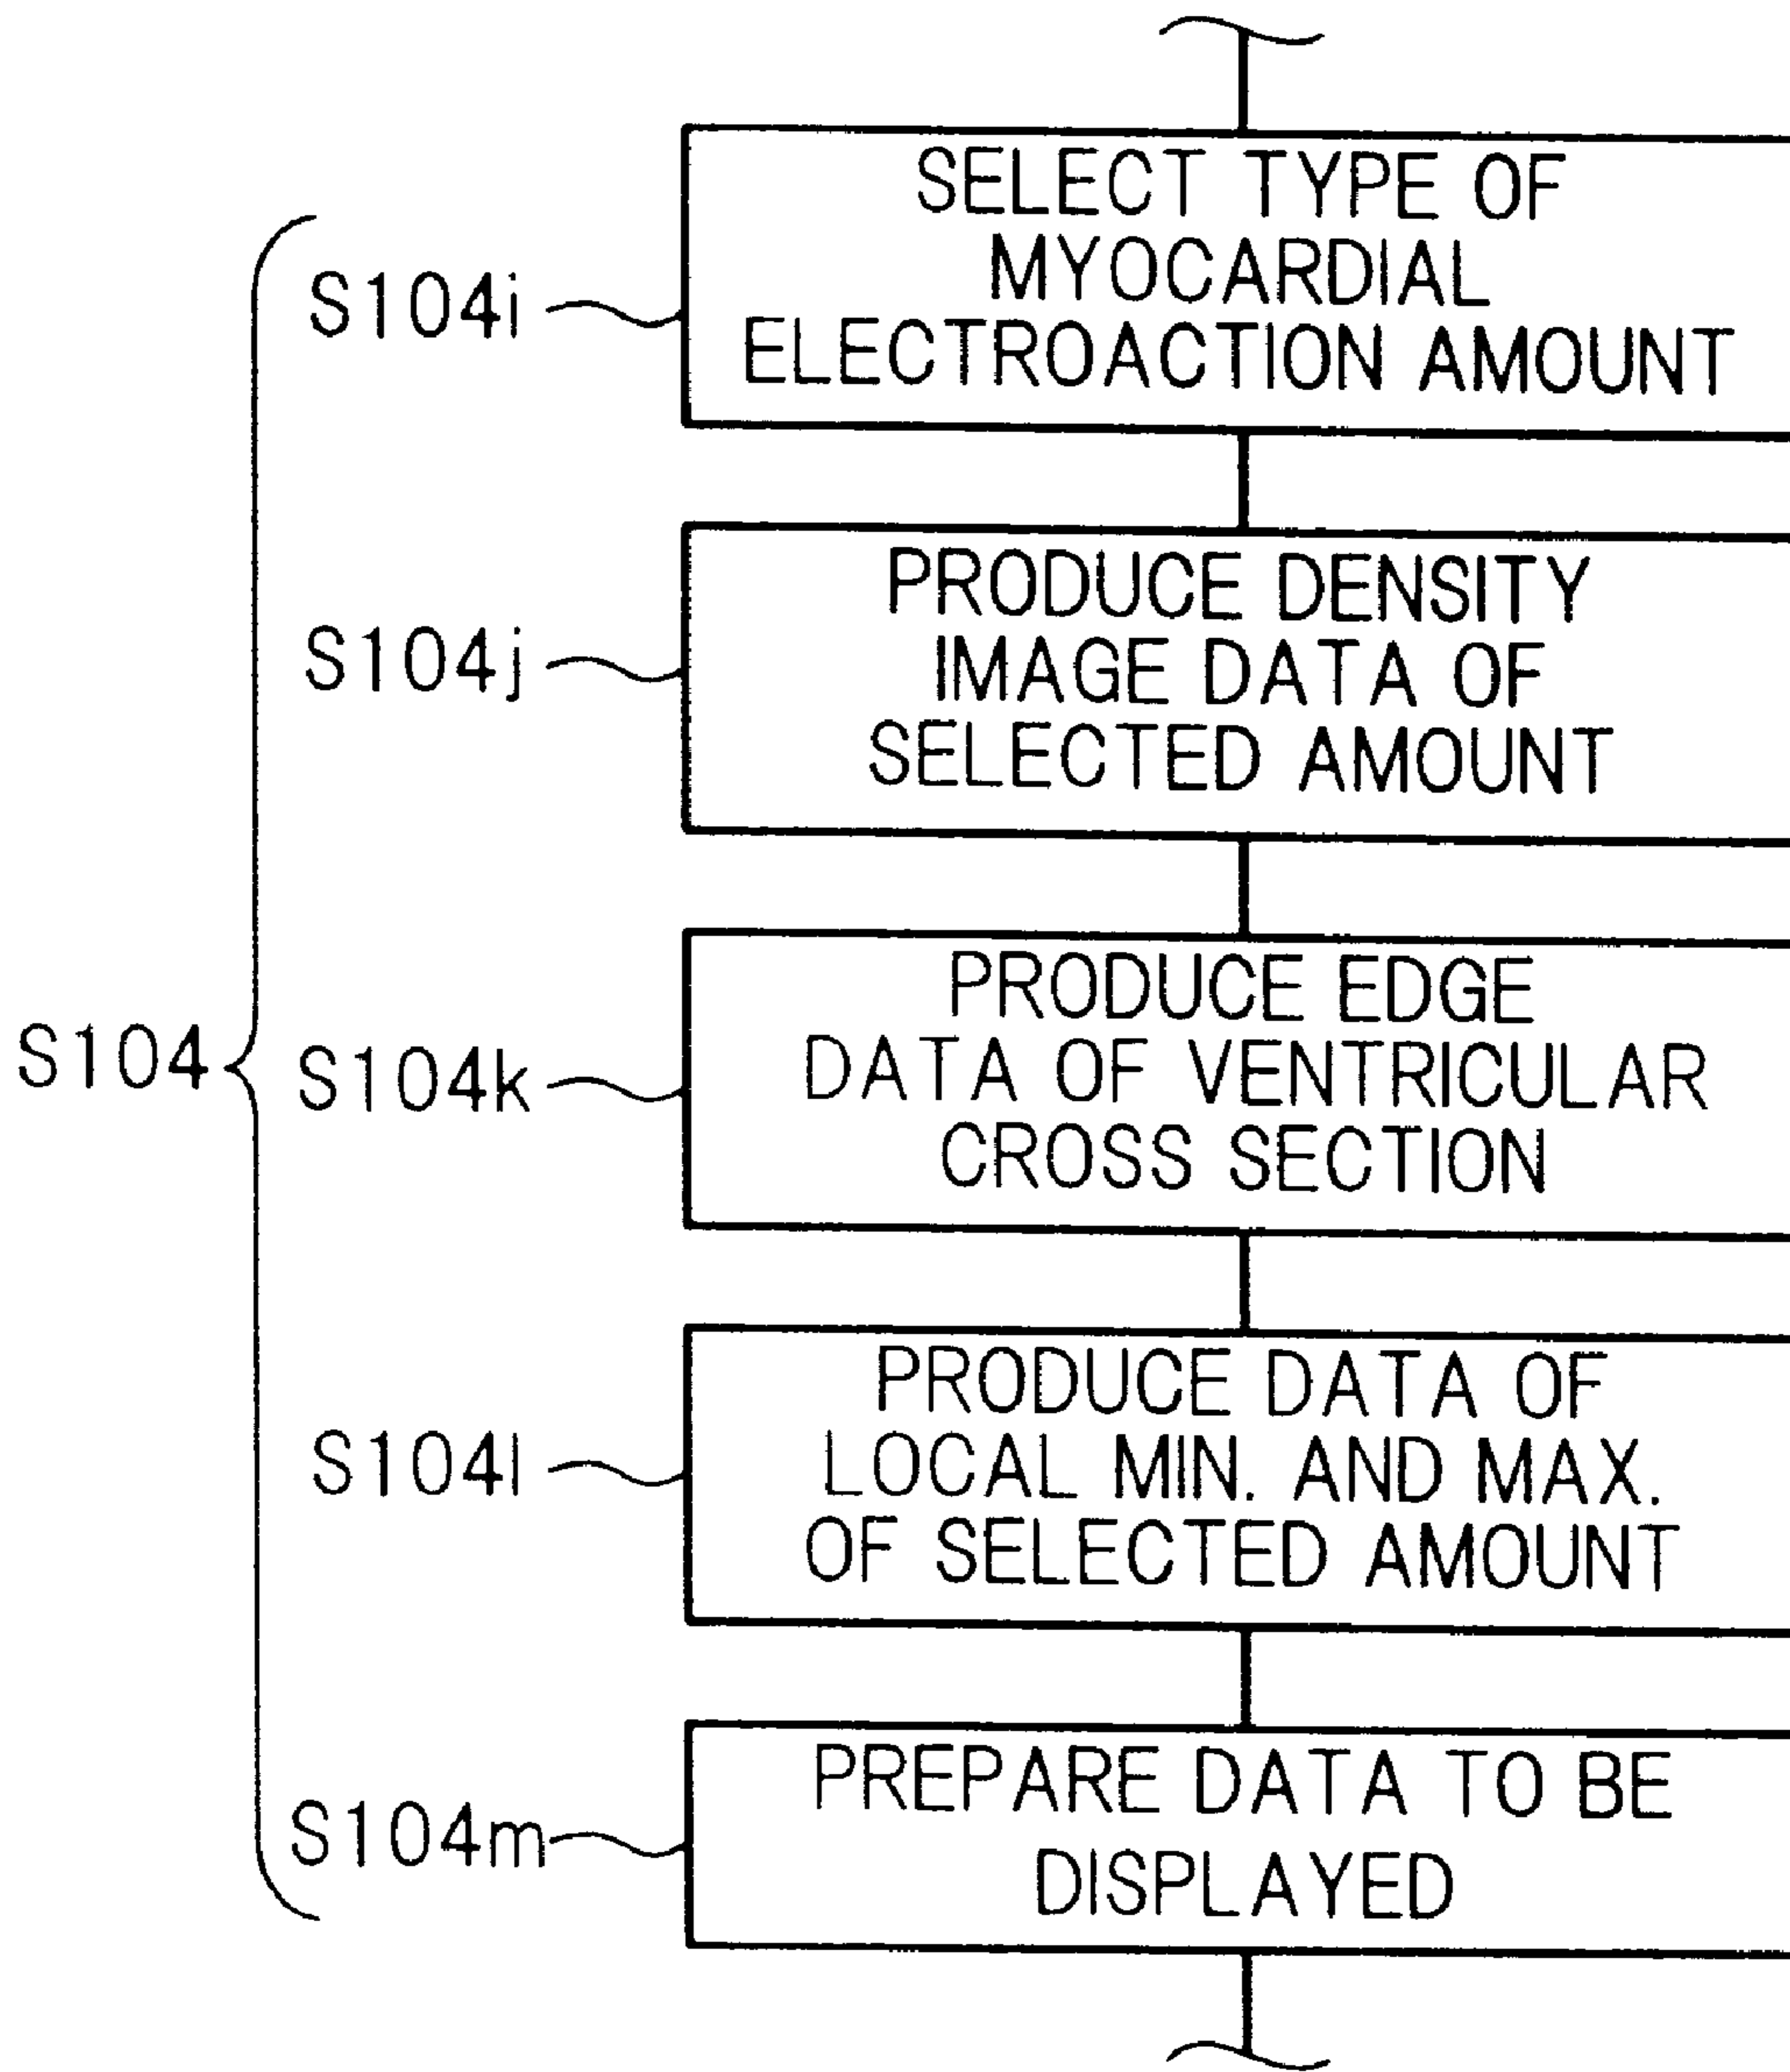 SELECT TYPE OF
MYOCARDIAL
ELECTROACTION AMOUNT
S104i
PRODUCE DENSITY
IMAGE DATA OF
SELECTED AMOUNT
S104j
PRODUCE EDGE
DATA OF VENTRICULAR
CROSS SECTION
S104
S104k
PRODUCE DATA OF
LOCAL MIN. AND MAX.
OF SELECTED AMOUNT
S104l
PREPARE DATA TO BE
DISPLAYED
S104m